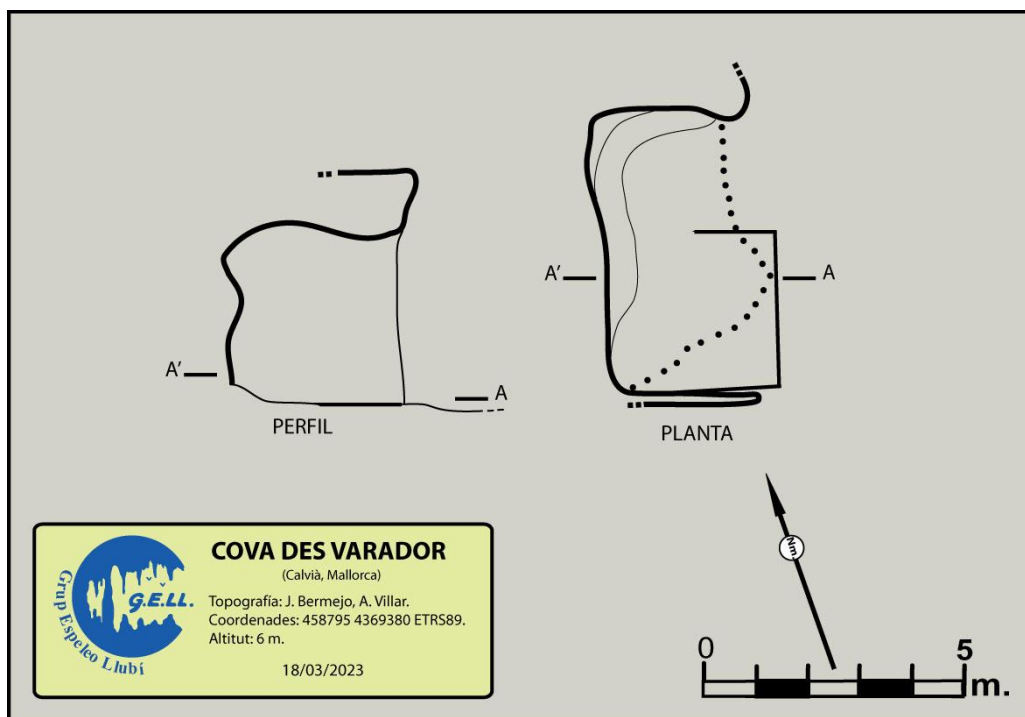 A'
A
PERFIL
A'
A
PLANTA
Nm.
0
5
m.
G.E.LL.
Grup Espeleo Llubí
COVA DES VARADOR
(Calvià, Mallorca)
Topografía: J. Bermejo, A. Villar.
Coordenades: 458795 4369380 ETRS89.
Altitut: 6 m.
18/03/2023